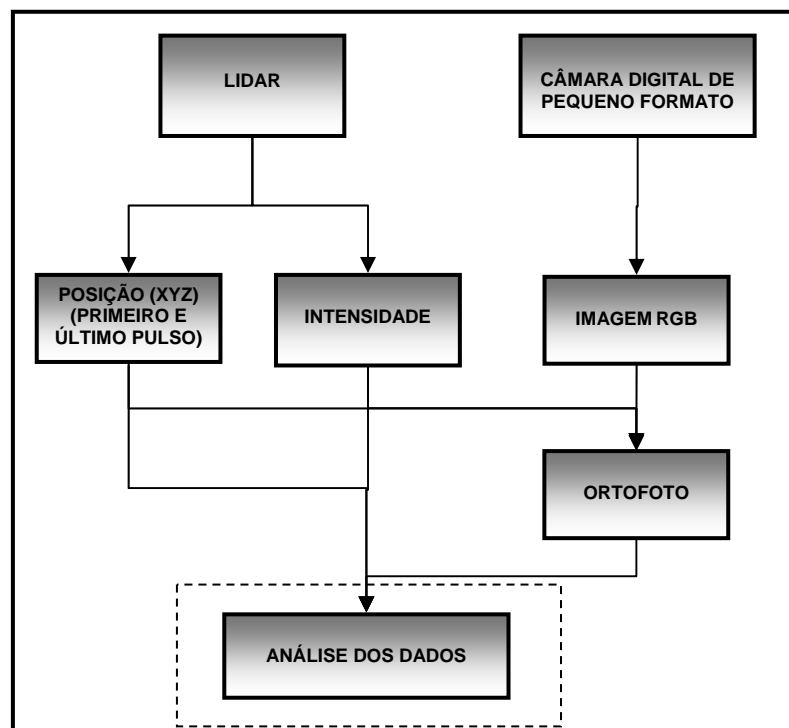 LIDAR
CÂMARA DIGITAL DE
PEQUENO FORMATO
POSIÇÃO (XYZ)
(PRIMEIRO E
ÚLTIMO PULSO)
INTENSIDADE
IMAGEM RGB
ORTOFOTO
ANÁLISE DOS DADOS